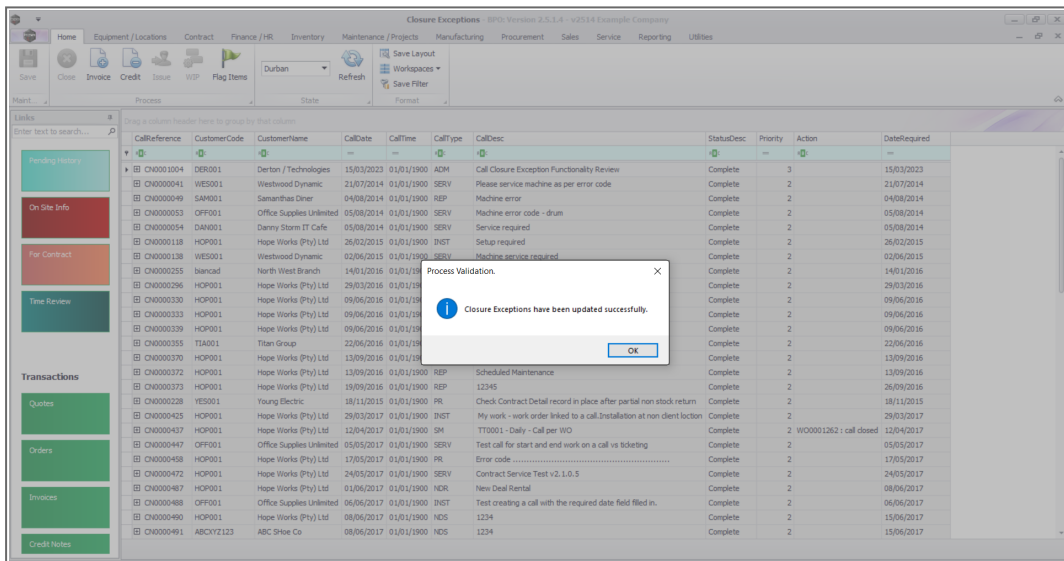 Closure Exceptions - BPO: Version 2.5.1.4 - v2514 Example Company
Home Equipment / Locations Contract Finance / HR Inventory Maintenance / Projects Manufacturing Procurement Sales Service Reporting Utilities
Save Close Invoice Credit Issue WIP Flag Items Durban Refresh Save Layout
Workspaces
Save Filter
Maint... Process State Format
Links
Enter text to search...
Pending History
On Site Info
For Contract
Time Review
Transactions
Quotes
Orders
Invoices
Credit Notes
Drag a column header here to group by that column
CallReference CustomerCode CustomerName CallDate CallTime CallType CallDesc StatusDesc Priority Action DateRequired
CN0001004 DER001 Derton / Technologies 15/03/2023 01/01/1900 ADM Call Closure Exception Functionality Review Complete 3 15/03/2023
CN0000041 WES001 Westwood Dynamic 21/07/2014 01/01/1900 SERV Please service machine as per error code Complete 2 21/07/2014
CN0000049 SAM001 Samanthas Diner 04/08/2014 01/01/1900 REP Machine error Complete 2 04/08/2014
CN0000053 OFF001 Office Supplies Unlimited 05/08/2014 01/01/1900 SERV Machine error code - drum Complete 2 05/08/2014
CN0000054 DAN001 Danny Storm IT Cafe 05/08/2014 01/01/1900 SERV Service required Complete 2 05/08/2014
CN0000118 HOP001 Hope Works (Pty) Ltd 26/02/2015 01/01/1900 INST Setup required Complete 2 26/02/2015
CN0000138 WES001 Westwood Dynamic 02/06/2015 01/01/1900 SERV Machine service required Complete 2 02/06/2015
CN0000255 biancad North West Branch 14/01/2016 01/01/19 Complete 2 14/01/2016
CN0000296 HOP001 Hope Works (Pty) Ltd 29/03/2016 01/01/19 Complete 2 29/03/2016
CN0000330 HOP001 Hope Works (Pty) Ltd 09/06/2016 01/01/19 Complete 2 09/06/2016
CN0000333 HOP001 Hope Works (Pty) Ltd 09/06/2016 01/01/19 Complete 2 09/06/2016
CN0000339 HOP001 Hope Works (Pty) Ltd 09/06/2016 01/01/19 Complete 2 09/06/2016
CN0000355 TIA001 Titan Group 22/06/2016 01/01/19 Complete 2 22/06/2016
CN0000370 HOP001 Hope Works (Pty) Ltd 13/09/2016 01/01/19 Complete 2 13/09/2016
CN0000372 HOP001 Hope Works (Pty) Ltd 13/09/2016 01/01/1900 REP Scheduled Maintenance Complete 2 13/09/2016
CN0000373 HOP001 Hope Works (Pty) Ltd 19/09/2016 01/01/1900 REP 12345 Complete 2 26/09/2016
CN0000228 YES001 Young Electric 18/11/2015 01/01/1900 PR Check Contract Detail record in place after partial non stock return Complete 2 18/11/2015
CN0000425 HOP001 Hope Works (Pty) Ltd 29/03/2017 01/01/1900 INST My work - work order linked to a call.Installation at non client loction Complete 2 29/03/2017
CN0000437 HOP001 Hope Works (Pty) Ltd 12/04/2017 01/01/1900 SM TT0001 - Daily - Call per WO Complete 2 WO0001262 : call closed 12/04/2017
CN0000447 OFF001 Office Supplies Unlimited 05/05/2017 01/01/1900 SERV Test call for start and end work on a call vs ticketing Complete 2 05/05/2017
CN0000458 HOP001 Hope Works (Pty) Ltd 17/05/2017 01/01/1900 PR Error code ...................................................... Complete 2 17/05/2017
CN0000472 HOP001 Hope Works (Pty) Ltd 24/05/2017 01/01/1900 SERV Contract Service Test v2.1.0.5 Complete 2 24/05/2017
CN0000487 HOP001 Hope Works (Pty) Ltd 01/06/2017 01/01/1900 NDR New Deal Rental Complete 2 08/06/2017
CN0000488 OFF001 Office Supplies Unlimited 06/06/2017 01/01/1900 INST Test creating a call with the required date field filled in. Complete 2 06/06/2017
CN0000490 HOP001 Hope Works (Pty) Ltd 08/06/2017 01/01/1900 NDS 1234 Complete 2 15/06/2017
CN0000491 ABCXYZ123 ABC SHoe Co 08/06/2017 01/01/1900 NDS 1234 Complete 2 15/06/2017
Process Validation.
Closure Exceptions have been updated successfully.
OK